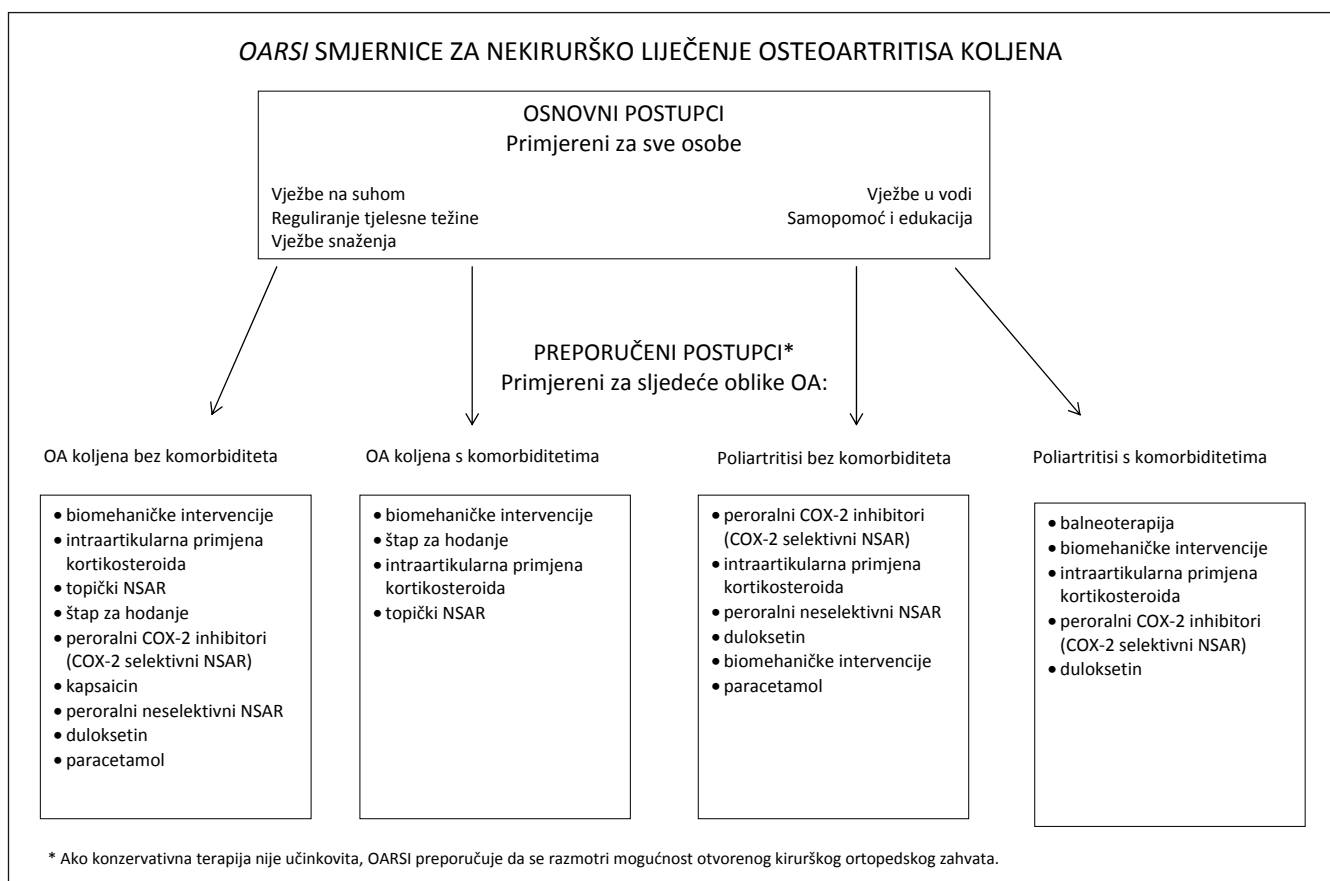 OARSI SMJERNICE ZA NEKIRURŠKO LIJEČENJE OSTEOARTRITISA KOLJENA
OSNOVNI POSTUPCI
Primjereni za sve osobe
Vježbe na suhom
Reguliranje tjelesne težine
Vježbe snaženja
Vježbe u vodi
Samopomoć i edukacija
PREPORUČENI POSTUPCI*
Primjereni za sljedeće oblike OA:
OA koljena bez komorbiditeta
• biomehaničke intervencije
• intraartikularna primjena
kortikosteroida
• topički NSAR
• štap za hodanje
• peroralni COX-2 inhibitori
(COX-2 selektivni NSAR)
• kapsaicin
• peroralni neselektivni NSAR
• duloksetin
• paracetamol
OA koljena s komorbiditetima
• biomehaničke intervencije
• štap za hodanje
• intraartikularna primjena
kortikosteroida
• topički NSAR
Poliartritisi bez komorbiditeta
• peroralni COX-2 inhibitori
(COX-2 selektivni NSAR)
• intraartikularna primjena
kortikosteroida
• peroralni neselektivni NSAR
• duloksetin
• biomehaničke intervencije
• paracetamol
Poliartritisi s komorbiditetima
• balneoterapija
• biomehaničke intervencije
• intraartikularna primjena
kortikosteroida
• peroralni COX-2 inhibitori
(COX-2 selektivni NSAR)
• duloksetin
* Ako konzervativna terapija nije učinkovita, OARSI preporučuje da se razmotri mogućnost otvorenog kirurškog ortopedskog zahvata.